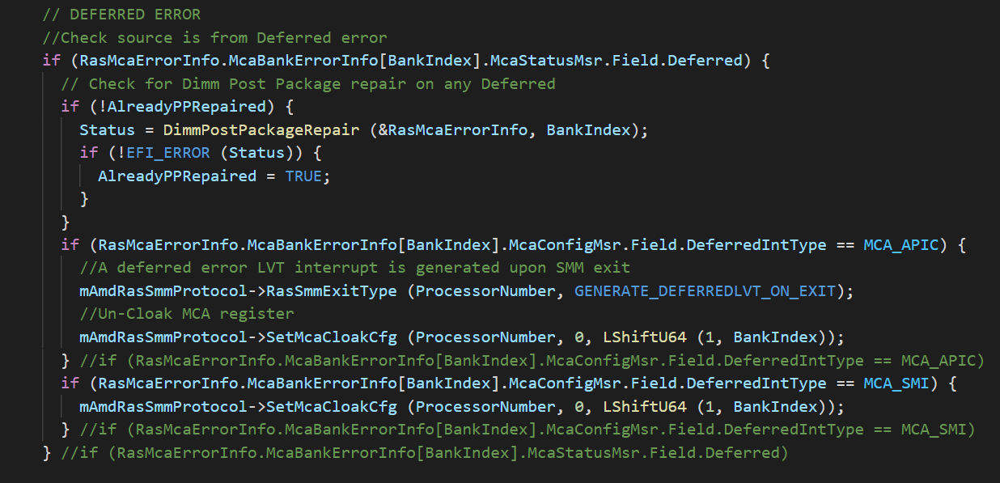 // DEFERRED ERROR
//Check source is from Deferred error
if (RasMcaErrorInfo.McaBankErrorInfo[BankIndex].McaStatusMsr.Field.Deferred) {
// Check for Dimm Post Package repair on any Deferred
if (!AlreadyPPRepaired) {
Status = DimmPostPackageRepair (&RasMcaErrorInfo, BankIndex);
if (!EFI_ERROR (Status)) {
AlreadyPPRepaired = TRUE;
}
}
if (RasMcaErrorInfo.McaBankErrorInfo[BankIndex].McaConfigMsr.Field.DeferredIntType == MCA_APIC) {
//A deferred error LVT interrupt is generated upon SMM exit
mAmdRasSmmProtocol->RasSmmExitType (ProcessorNumber, GENERATE_DEFERREDLVT_ON_EXIT);
//Un-Cloak MCA register
mAmdRasSmmProtocol->SetMcaCloakCfg (ProcessorNumber, 0, LShiftU64 (1, BankIndex));
} //if (RasMcaErrorInfo.McaBankErrorInfo[BankIndex].McaConfigMsr.Field.DeferredIntType == MCA_APIC)
if (RasMcaErrorInfo.McaBankErrorInfo[BankIndex].McaConfigMsr.Field.DeferredIntType == MCA_SMI) {
mAmdRasSmmProtocol->SetMcaCloakCfg (ProcessorNumber, 0, LShiftU64 (1, BankIndex));
} //if (RasMcaErrorInfo.McaBankErrorInfo[BankIndex].McaConfigMsr.Field.DeferredIntType == MCA_SMI)
} //if (RasMcaErrorInfo.McaBankErrorInfo[BankIndex].McaStatusMsr.Field.Deferred)